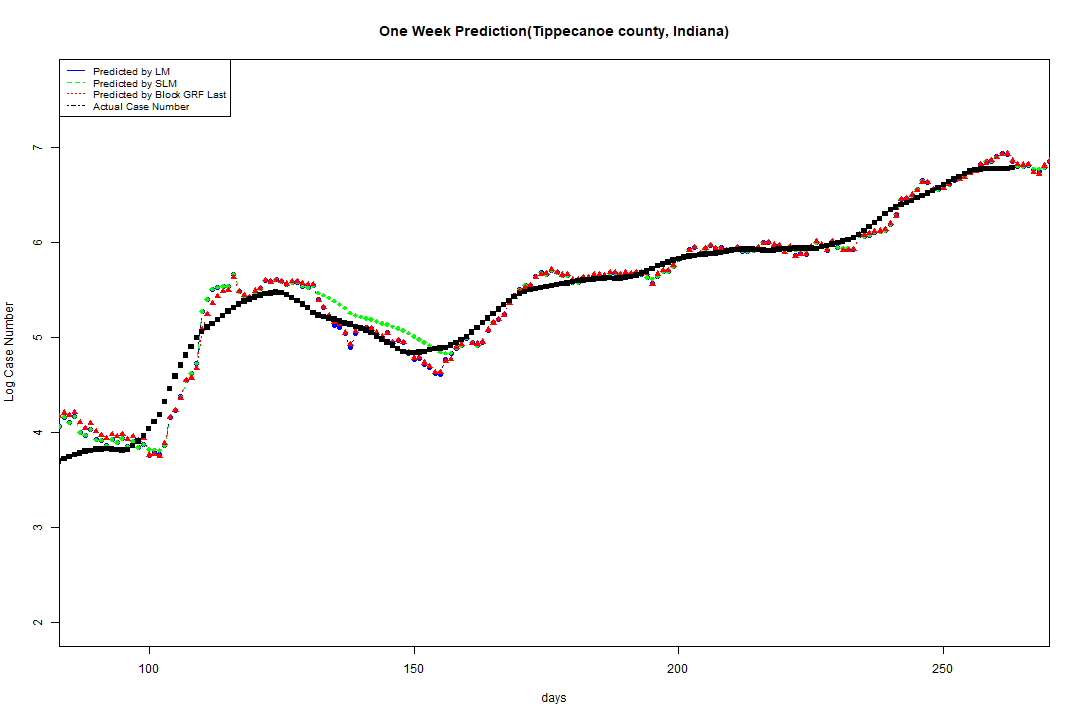 One Week Prediction(Tippecanoe county, Indiana)
Predicted by LM
Predicted by SLM
Predicted by Block GRF Last
Actual Case Number
7
6
5
4
3
2
Log Case Number
100
150
200
250
days